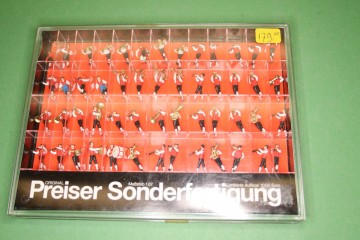 179.-
ORIGINAL Maßstab 1:87
Preiser Sonderfertigung